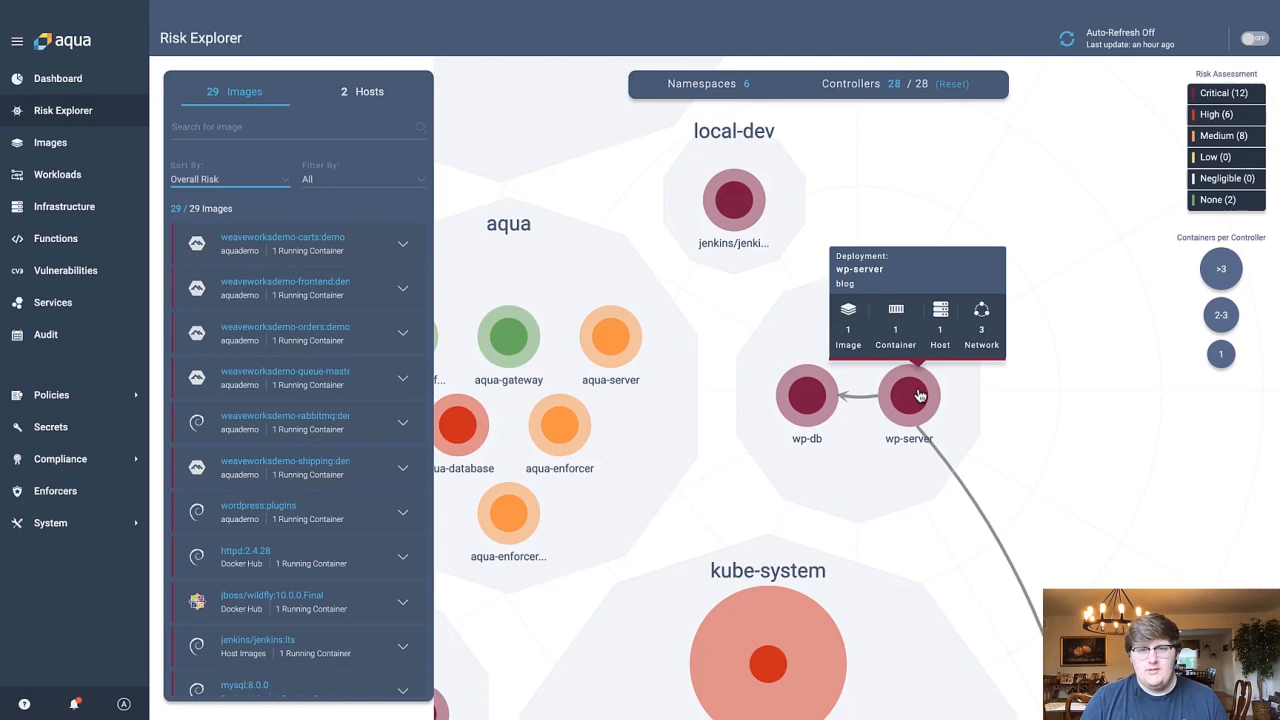 aqua
Dashboard
Risk Explorer
Images
Workloads
Infrastructure
Functions
CVE
Vulnerabilities
Services
Audit
Policies
Secrets
Compliance
Enforcers
System
?
A
Risk Explorer
Auto-Refresh Off
Last update: an hour ago
OFF
29 Images
2 Hosts
Search for image
Sort By:
Overall Risk
Filter By:
All
29 / 29 Images
weaveworksdemo-carts:demo
aquademo | 1 Running Container
weaveworksdemo-frontend:den
aquademo | 1 Running Container
weaveworksdemo-orders:demo
aquademo | 1 Running Container
weaveworksdemo-queue-maste
aquademo | 1 Running Container
weaveworksdemo-rabbitmq:der
aquademo | 1 Running Container
weaveworksdemo-shipping:den
aquademo | 1 Running Container
wordpress:plugins
aquademo | 1 Running Container
httpd:2.4.28
Docker Hub | 1 Running Container
jboss/wildfly:10.0.0.Final
Docker Hub | 1 Running Container
jenkins/jenkins:lts
Host Images | 1 Running Container
mysql:8.0.0
Namespaces 6
Controllers 28 / 28 (Reset)
local-dev
jenkins/jenki...
aqua
f...
aqua-gateway
aqua-server
ua-database
aqua-enforcer
aqua-enforcer...
Deployment:
wp-server
blog
1 Image
1 Container
1 Host
3 Network
wp-db
wp-server
kube-system
Risk Assessment
Critical (12)
High (6)
Medium (8)
Low (0)
Negligible (0)
None (2)
Containers per Controller
>3
2-3
1